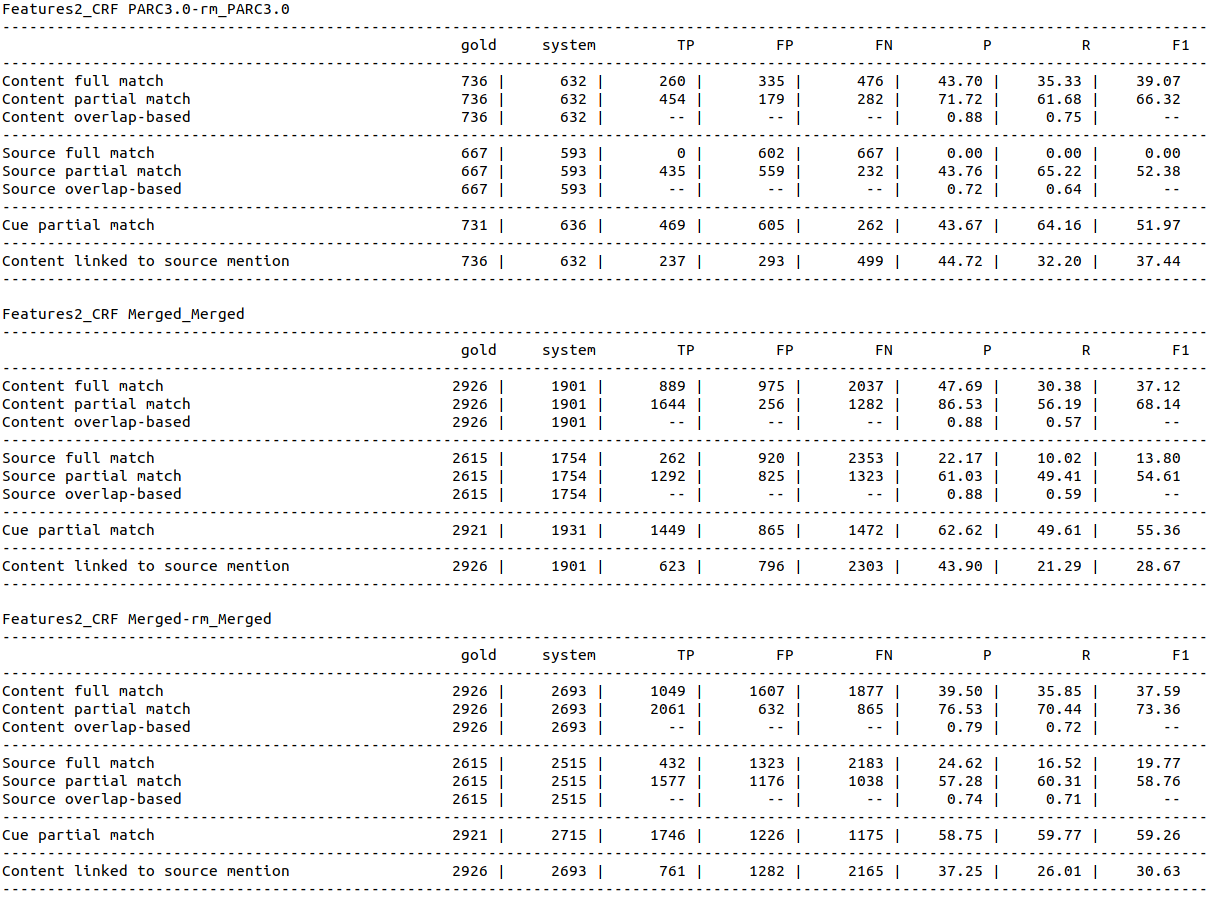 Features2_CRF PARC3.0-rm_PARC3.0
--------------------------------------------------------------------------------------------------------------------------------------
gold system TP FP FN P R F1
--------------------------------------------------------------------------------------------------------------------------------------
Content full match 736 | 632 | 260 | 335 | 476 | 43.70 | 35.33 | 39.07
Content partial match 736 | 632 | 454 | 179 | 282 | 71.72 | 61.68 | 66.32
Content overlap-based 736 | 632 | -- | -- | -- | 0.88 | 0.75 | --
--------------------------------------------------------------------------------------------------------------------------------------
Source full match 667 | 593 | 0 | 602 | 667 | 0.00 | 0.00 | 0.00
Source partial match 667 | 593 | 435 | 559 | 232 | 43.76 | 65.22 | 52.38
Source overlap-based 667 | 593 | -- | -- | -- | 0.72 | 0.64 | --
--------------------------------------------------------------------------------------------------------------------------------------
Cue partial match 731 | 636 | 469 | 605 | 262 | 43.67 | 64.16 | 51.97
--------------------------------------------------------------------------------------------------------------------------------------
Content linked to source mention 736 | 632 | 237 | 293 | 499 | 44.72 | 32.20 | 37.44
--------------------------------------------------------------------------------------------------------------------------------------
Features2_CRF Merged_Merged
--------------------------------------------------------------------------------------------------------------------------------------
gold system TP FP FN P R F1
--------------------------------------------------------------------------------------------------------------------------------------
Content full match 2926 | 1901 | 889 | 975 | 2037 | 47.69 | 30.38 | 37.12
Content partial match 2926 | 1901 | 1644 | 256 | 1282 | 86.53 | 56.19 | 68.14
Content overlap-based 2926 | 1901 | -- | -- | -- | 0.88 | 0.57 | --
--------------------------------------------------------------------------------------------------------------------------------------
Source full match 2615 | 1754 | 262 | 920 | 2353 | 22.17 | 10.02 | 13.80
Source partial match 2615 | 1754 | 1292 | 825 | 1323 | 61.03 | 49.41 | 54.61
Source overlap-based 2615 | 1754 | -- | -- | -- | 0.88 | 0.59 | --
--------------------------------------------------------------------------------------------------------------------------------------
Cue partial match 2921 | 1931 | 1449 | 865 | 1472 | 62.62 | 49.61 | 55.36
--------------------------------------------------------------------------------------------------------------------------------------
Content linked to source mention 2926 | 1901 | 623 | 796 | 2303 | 43.90 | 21.29 | 28.67
--------------------------------------------------------------------------------------------------------------------------------------
Features2_CRF Merged-rm_Merged
--------------------------------------------------------------------------------------------------------------------------------------
gold system TP FP FN P R F1
--------------------------------------------------------------------------------------------------------------------------------------
Content full match 2926 | 2693 | 1049 | 1607 | 1877 | 39.50 | 35.85 | 37.59
Content partial match 2926 | 2693 | 2061 | 632 | 865 | 76.53 | 70.44 | 73.36
Content overlap-based 2926 | 2693 | -- | -- | -- | 0.79 | 0.72 | --
--------------------------------------------------------------------------------------------------------------------------------------
Source full match 2615 | 2515 | 432 | 1323 | 2183 | 24.62 | 16.52 | 19.77
Source partial match 2615 | 2515 | 1577 | 1176 | 1038 | 57.28 | 60.31 | 58.76
Source overlap-based 2615 | 2515 | -- | -- | -- | 0.74 | 0.71 | --
--------------------------------------------------------------------------------------------------------------------------------------
Cue partial match 2921 | 2715 | 1746 | 1226 | 1175 | 58.75 | 59.77 | 59.26
--------------------------------------------------------------------------------------------------------------------------------------
Content linked to source mention 2926 | 2693 | 761 | 1282 | 2165 | 37.25 | 26.01 | 30.63
--------------------------------------------------------------------------------------------------------------------------------------